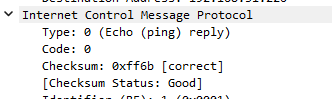 Internet Control Message Protocol
Type: 0 (Echo (ping) reply)
Code: 0
Checksum: 0xff6b [correct]
[Checksum Status: Good]